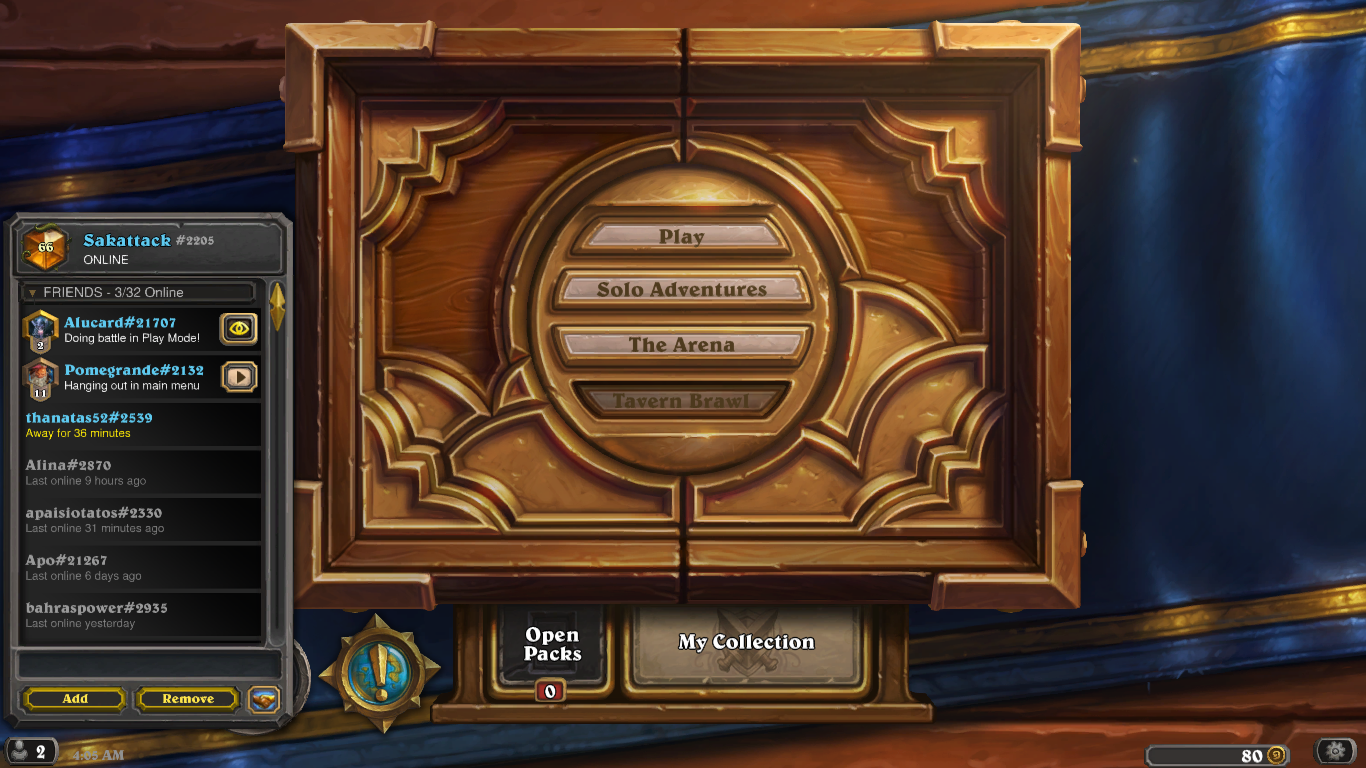 66
Sakattack #2205
ONLINE
FRIENDS - 3/32 Online
Alucard#21707
Doing battle in Play Mode!
2
Pomegrande#2132
Hanging out in main menu
11
thanatas52#2539
Away for 36 minutes
Alina#2870
Last online 9 hours ago
apaisiotatos#2330
Last online 31 minutes ago
Apo#21267
Last online 6 days ago
bahraspower#2935
Last online yesterday
Add
Remove
2
AM
Play
Solo Adventures
The Arena
Tavern Brawl
Open
Packs
0
My Collection
80